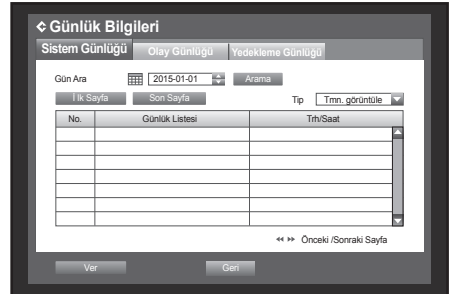 Günlük Bilgileri
Sistem Günlüğü Olay Günlüğü Yedekleme Günlüğü
Gün Ara 2015-01-01 Arama
İlk Sayfa Son Sayfa Tip Tmn. görüntüle
No. Günlük Listesi Trh/Saat
Önceki /Sonraki Sayfa
Ver Geri